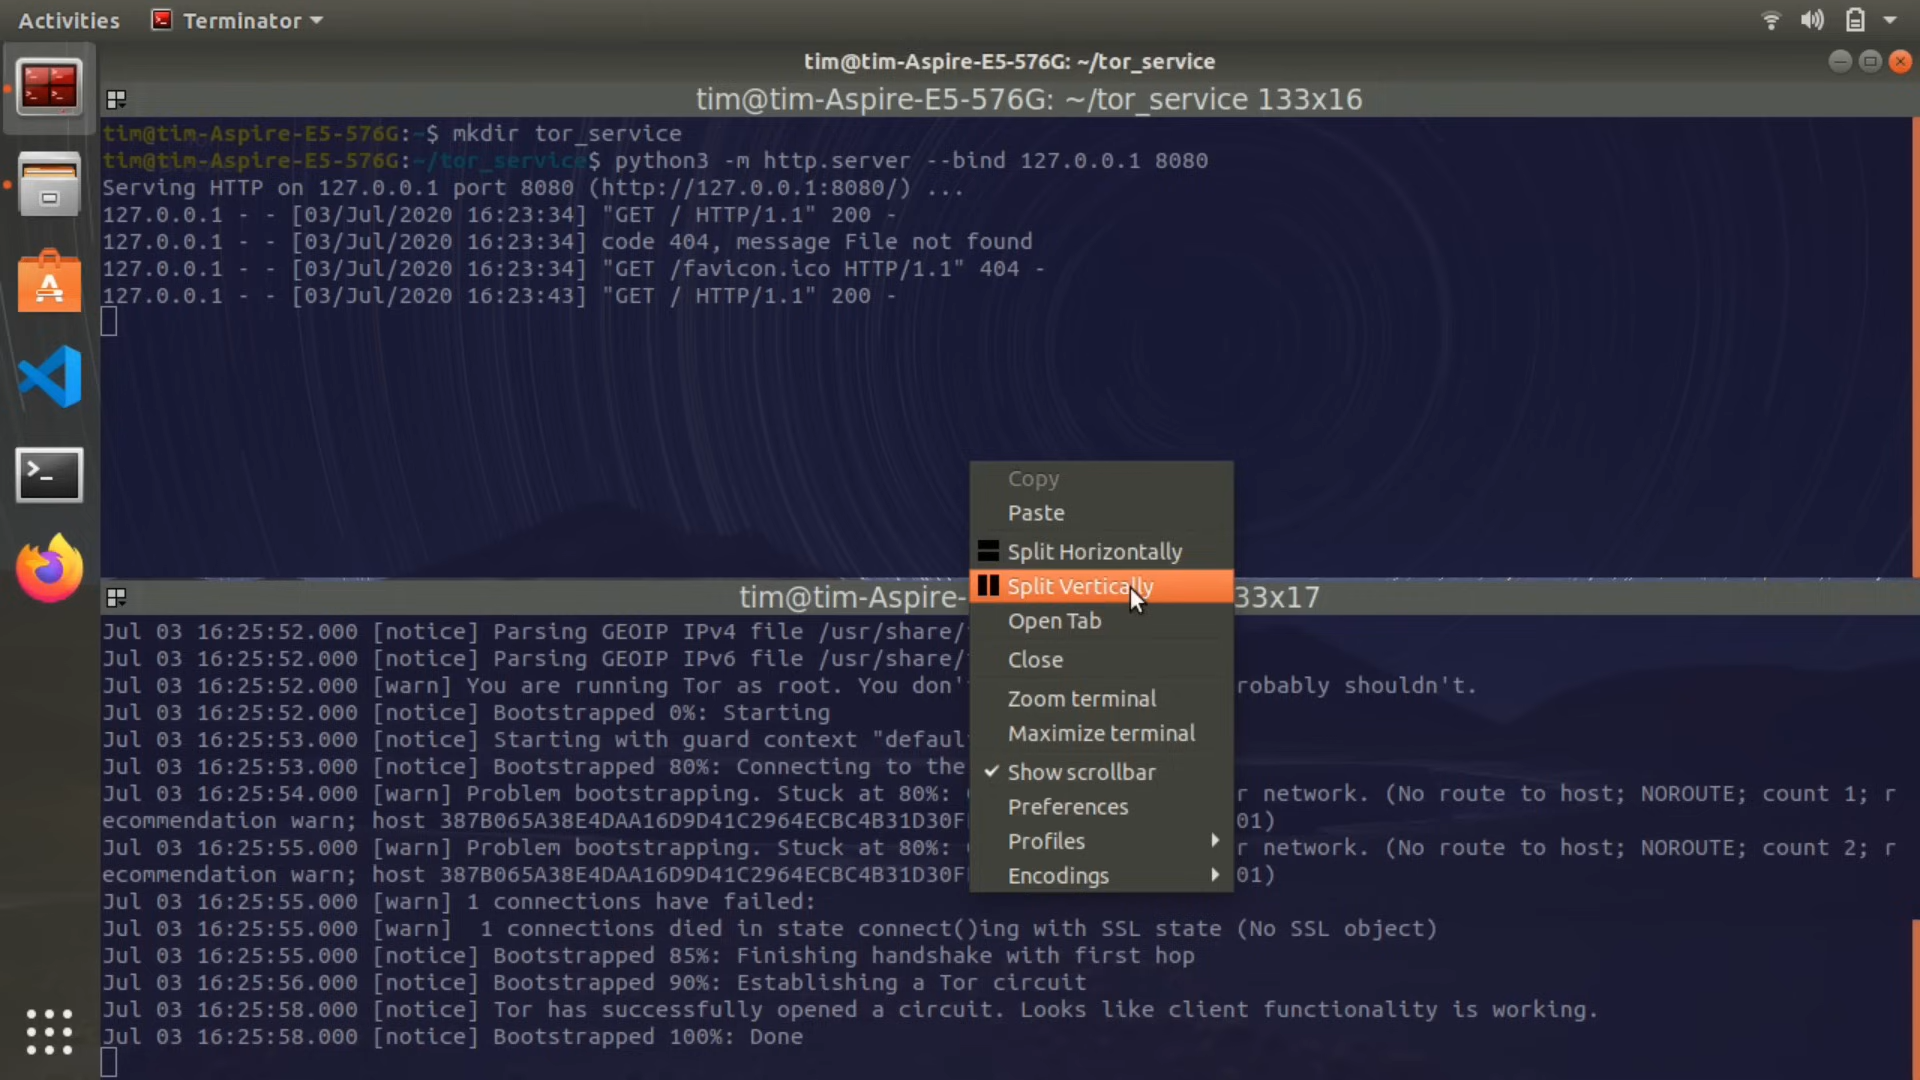 Activities Terminator
tim@tim-Aspire-E5-576G: ~/tor_service
tim@tim-Aspire-E5-576G: ~/tor_service 133x16
tim@tim-Aspire-E5-576G:~$ mkdir tor_service
tim@tim-Aspire-E5-576G:~/tor_service$ python3 -m http.server --bind 127.0.0.1 8080
Serving HTTP on 127.0.0.1 port 8080 (http://127.0.0.1:8080/) ...
127.0.0.1 - - [03/Jul/2020 16:23:34] "GET / HTTP/1.1" 200 -
127.0.0.1 - - [03/Jul/2020 16:23:34] code 404, message File not found
127.0.0.1 - - [03/Jul/2020 16:23:34] "GET /favicon.ico HTTP/1.1" 404 -
127.0.0.1 - - [03/Jul/2020 16:23:43] "GET / HTTP/1.1" 200 -
Copy
Paste
Split Horizontally
Split Vertically
Open Tab
Close
Zoom terminal
Maximize terminal
Show scrollbar
Preferences
Profiles
Encodings
tim@tim-Aspire- 33x17
Jul 03 16:25:52.000 [notice] Parsing GEOIP IPv4 file /usr/share/
Jul 03 16:25:52.000 [notice] Parsing GEOIP IPv6 file /usr/share/
Jul 03 16:25:52.000 [warn] You are running Tor as root. You don' robably shouldn't.
Jul 03 16:25:52.000 [notice] Bootstrapped 0%: Starting
Jul 03 16:25:53.000 [notice] Starting with guard context "defaul
Jul 03 16:25:53.000 [notice] Bootstrapped 80%: Connecting to the
Jul 03 16:25:54.000 [warn] Problem bootstrapping. Stuck at 80%: r network. (No route to host; NOROUTE; count 1; r
ecommendation warn; host 387B065A38E4DAA16D9D41C2964ECBC4B31D30F 01)
Jul 03 16:25:55.000 [warn] Problem bootstrapping. Stuck at 80%: r network. (No route to host; NOROUTE; count 2; r
ecommendation warn; host 387B065A38E4DAA16D9D41C2964ECBC4B31D30F 01)
Jul 03 16:25:55.000 [warn] 1 connections have failed:
Jul 03 16:25:55.000 [warn]  1 connections died in state connect()ing with SSL state (No SSL object)
Jul 03 16:25:55.000 [notice] Bootstrapped 85%: Finishing handshake with first hop
Jul 03 16:25:56.000 [notice] Bootstrapped 90%: Establishing a Tor circuit
Jul 03 16:25:58.000 [notice] Tor has successfully opened a circuit. Looks like client functionality is working.
Jul 03 16:25:58.000 [notice] Bootstrapped 100%: Done